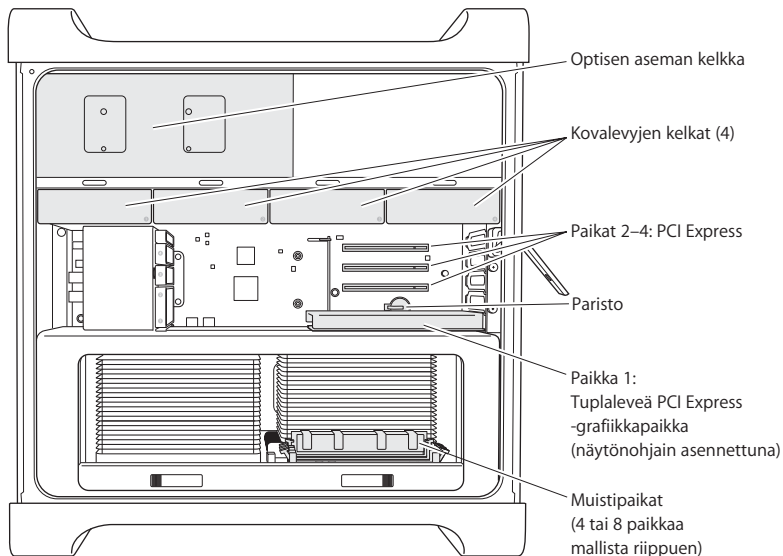 Optisen aseman kelkka
Kovalevyjen kelkat (4)
Paikat 2–4: PCI Express
Paristo
Paikka 1:
Tuplaleveä PCI Express
-grafiikkapaikka
(näytönohjain asennettuna)
Muistipaikat
(4 tai 8 paikkaa
mallista riippuen)